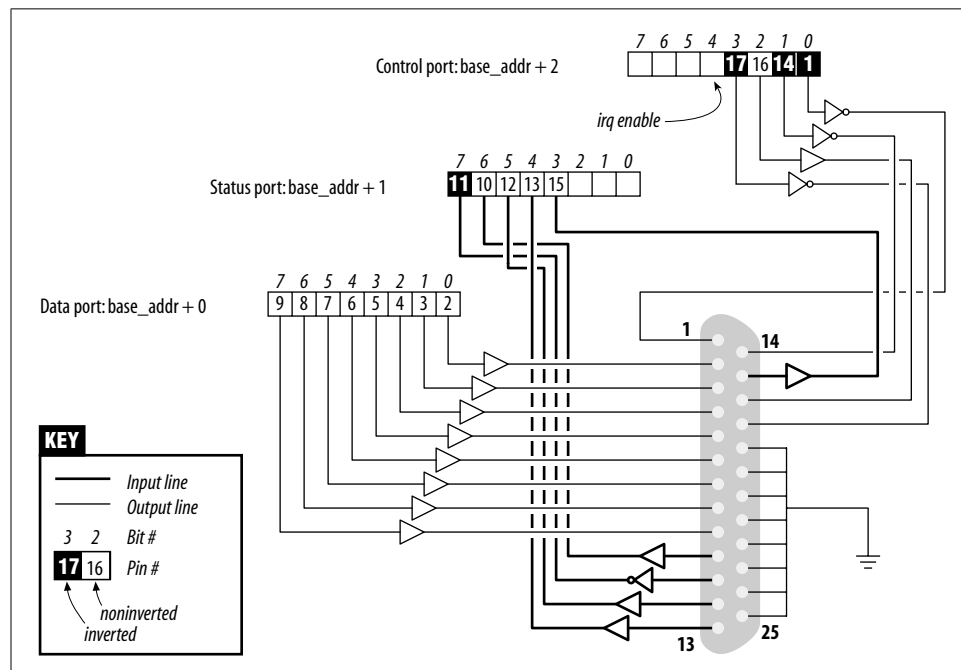 7 6 5 4 3 2 1 0
Control port: base_addr + 2
17 16 14 1
irq enable
7 6 5 4 3 2 1 0
Status port: base_addr + 1
11 10 12 13 15
7 6 5 4 3 2 1 0
Data port: base_addr + 0
9 8 7 6 5 4 3 2
1
14
KEY
Input line
Output line
3 2 Bit #
17 16 Pin #
noninverted
inverted
13
25